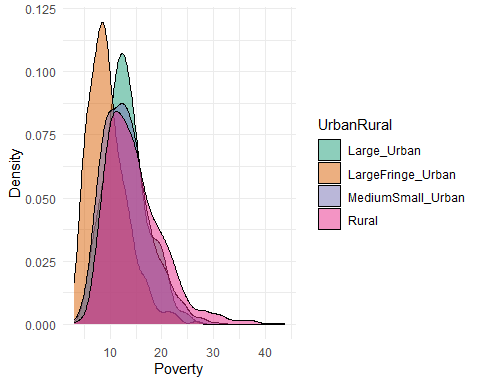 0.125
0.100
0.075
0.050
0.025
0.000
Density
10 20 30 40
Poverty
UrbanRural
Large_Urban
LargeFringe_Urban
MediumSmall_Urban
Rural